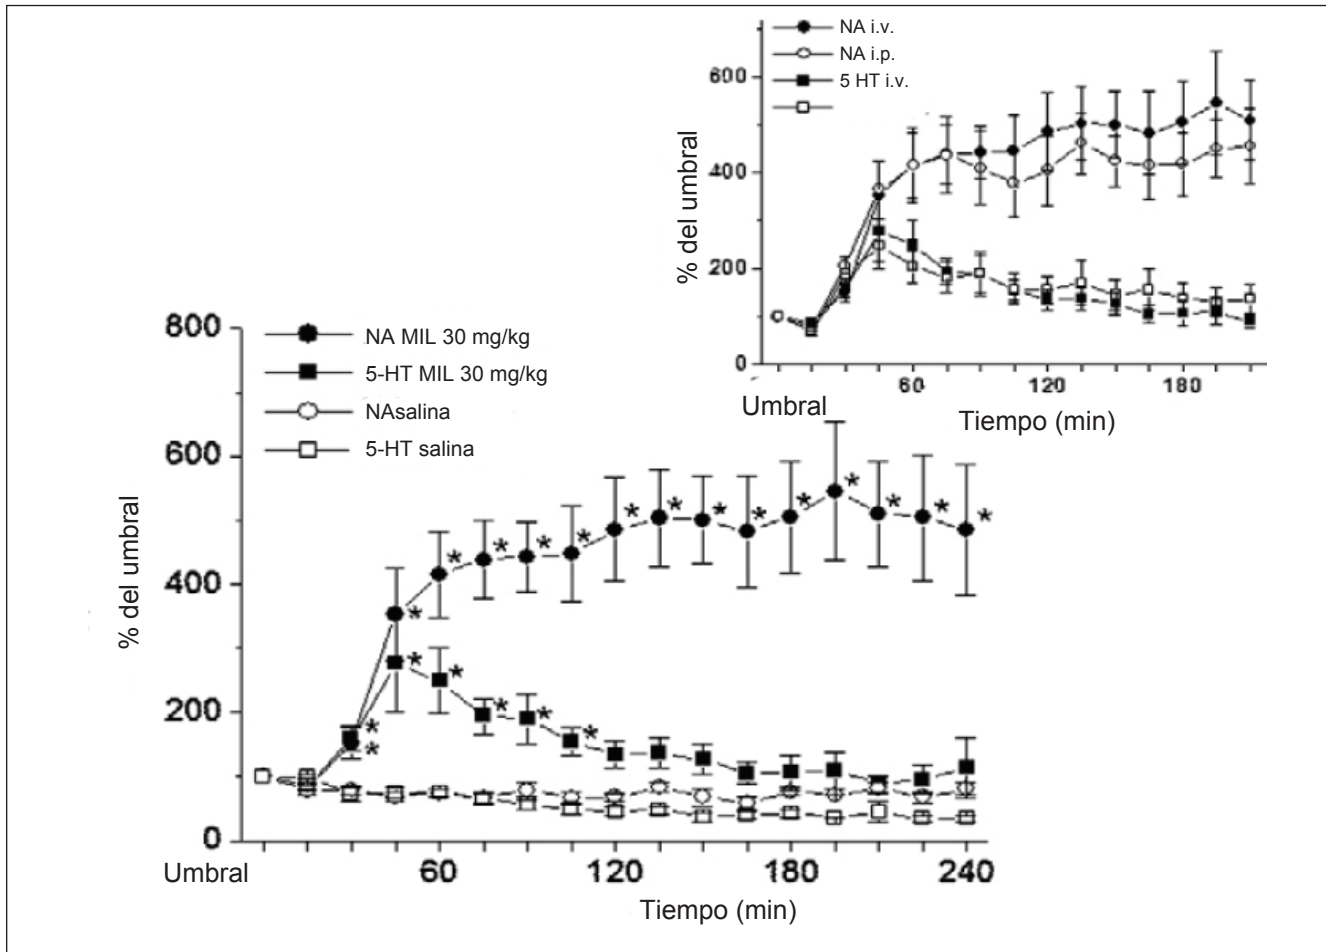 NA i.v.
NA i.p.
5 HT i.v.
600
400
200
0
% del umbral
60
120
180
Umbral
Tiempo (min)
NA MIL 30 mg/kg
5-HT MIL 30 mg/kg
NAsalina
5-HT salina
800
600
400
200
0
% del umbral
* * * * * * * * * * * * * *
* * * * * *
Umbral
60
120
180
240
Tiempo (min)